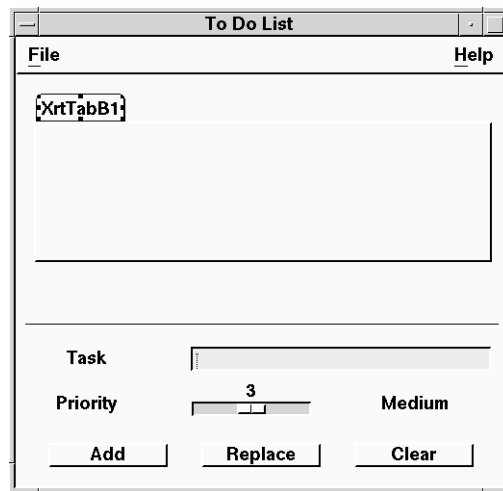 To Do List
File Help
XrtTabB1
Task
3
Priority Medium
Add Replace Clear